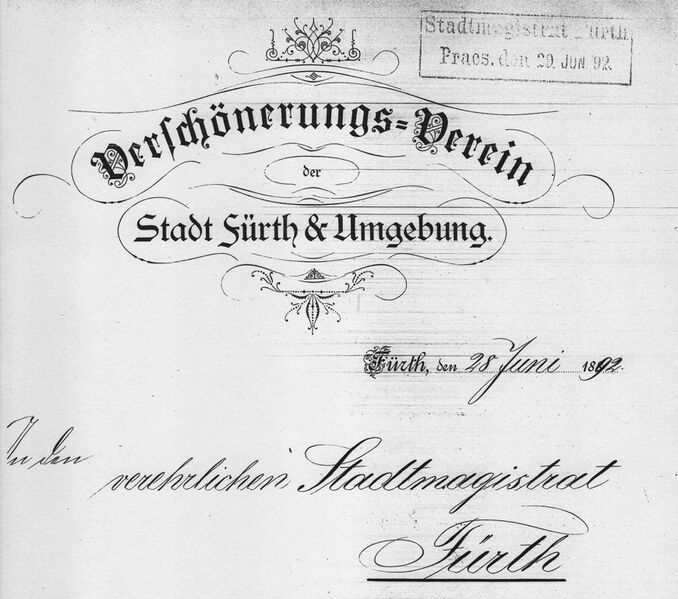 Stadtmagistrat Fürth
Praes. den 29. JUN 92
Verschönerungs=Verein
der
Stadt Fürth & Umgebung.
Fürth, den 28 Juni 1892.
An den
verehrlichen Stadtmagistrat
Fürth